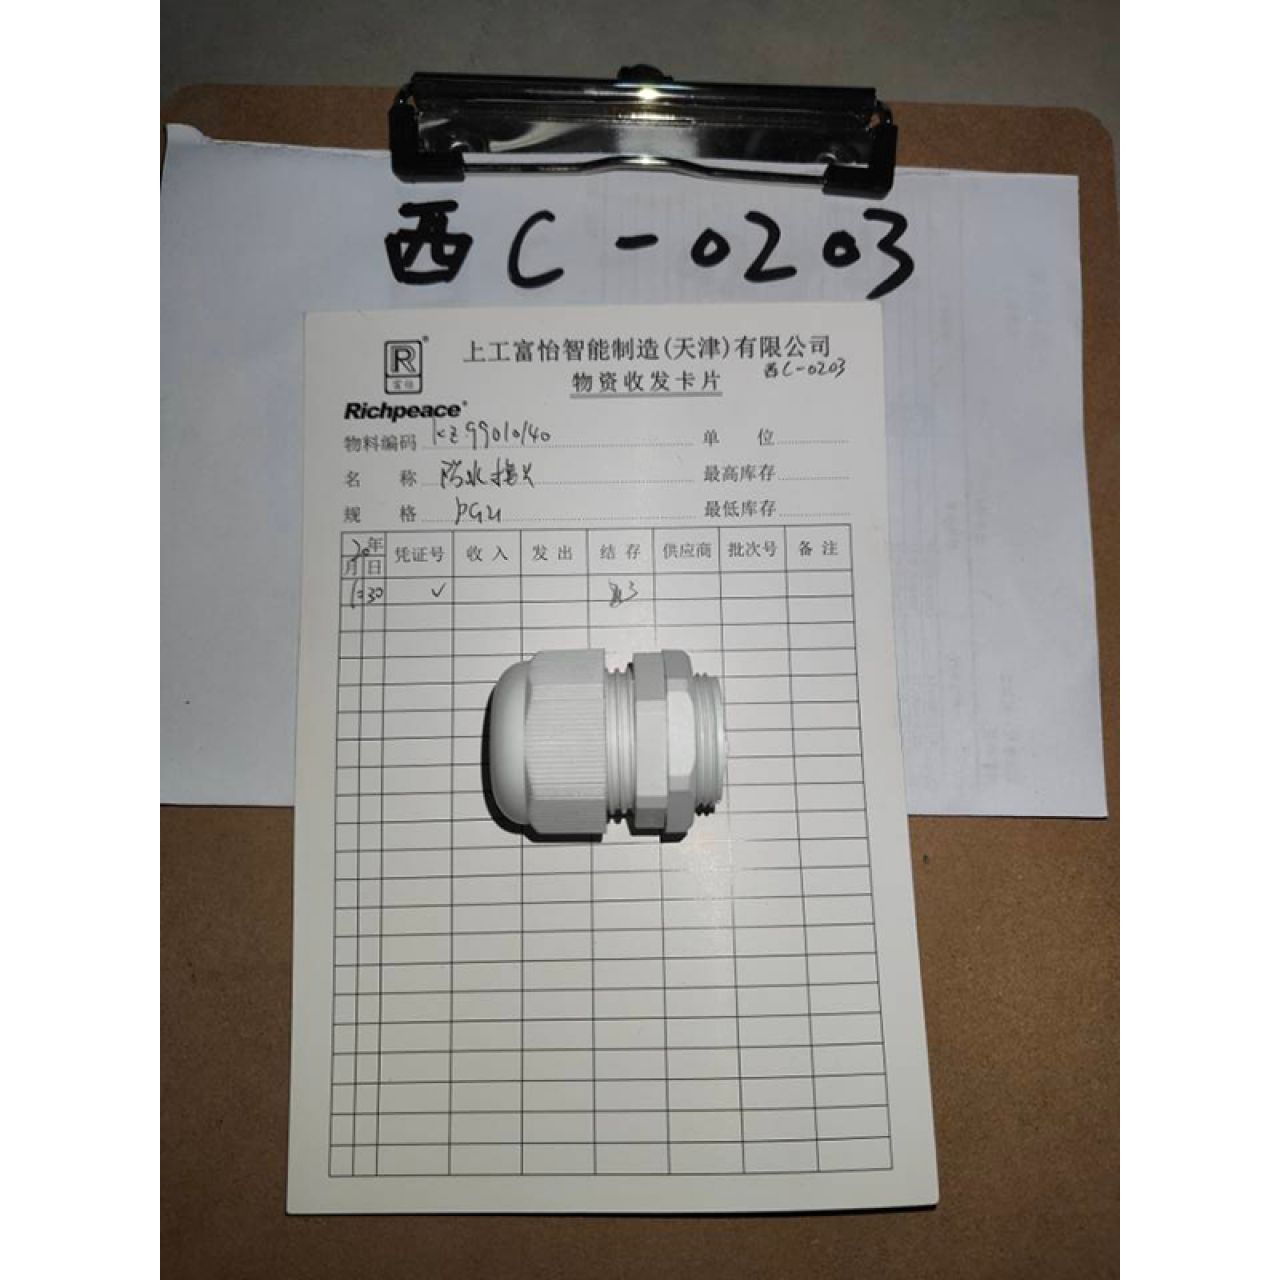 西C-0203
R®
富怡
Richpeace®
上工富怡智能制造(天津)有限公司
物资收发卡片
西C-0203
物料编码 KZ99010140 单 位
名 称 防水接头 最高库存
规 格 PG21 最低库存
20年 凭证号 收入 发出 结存 供应商 批次号 备注
月 日
1 30 ✓ 3